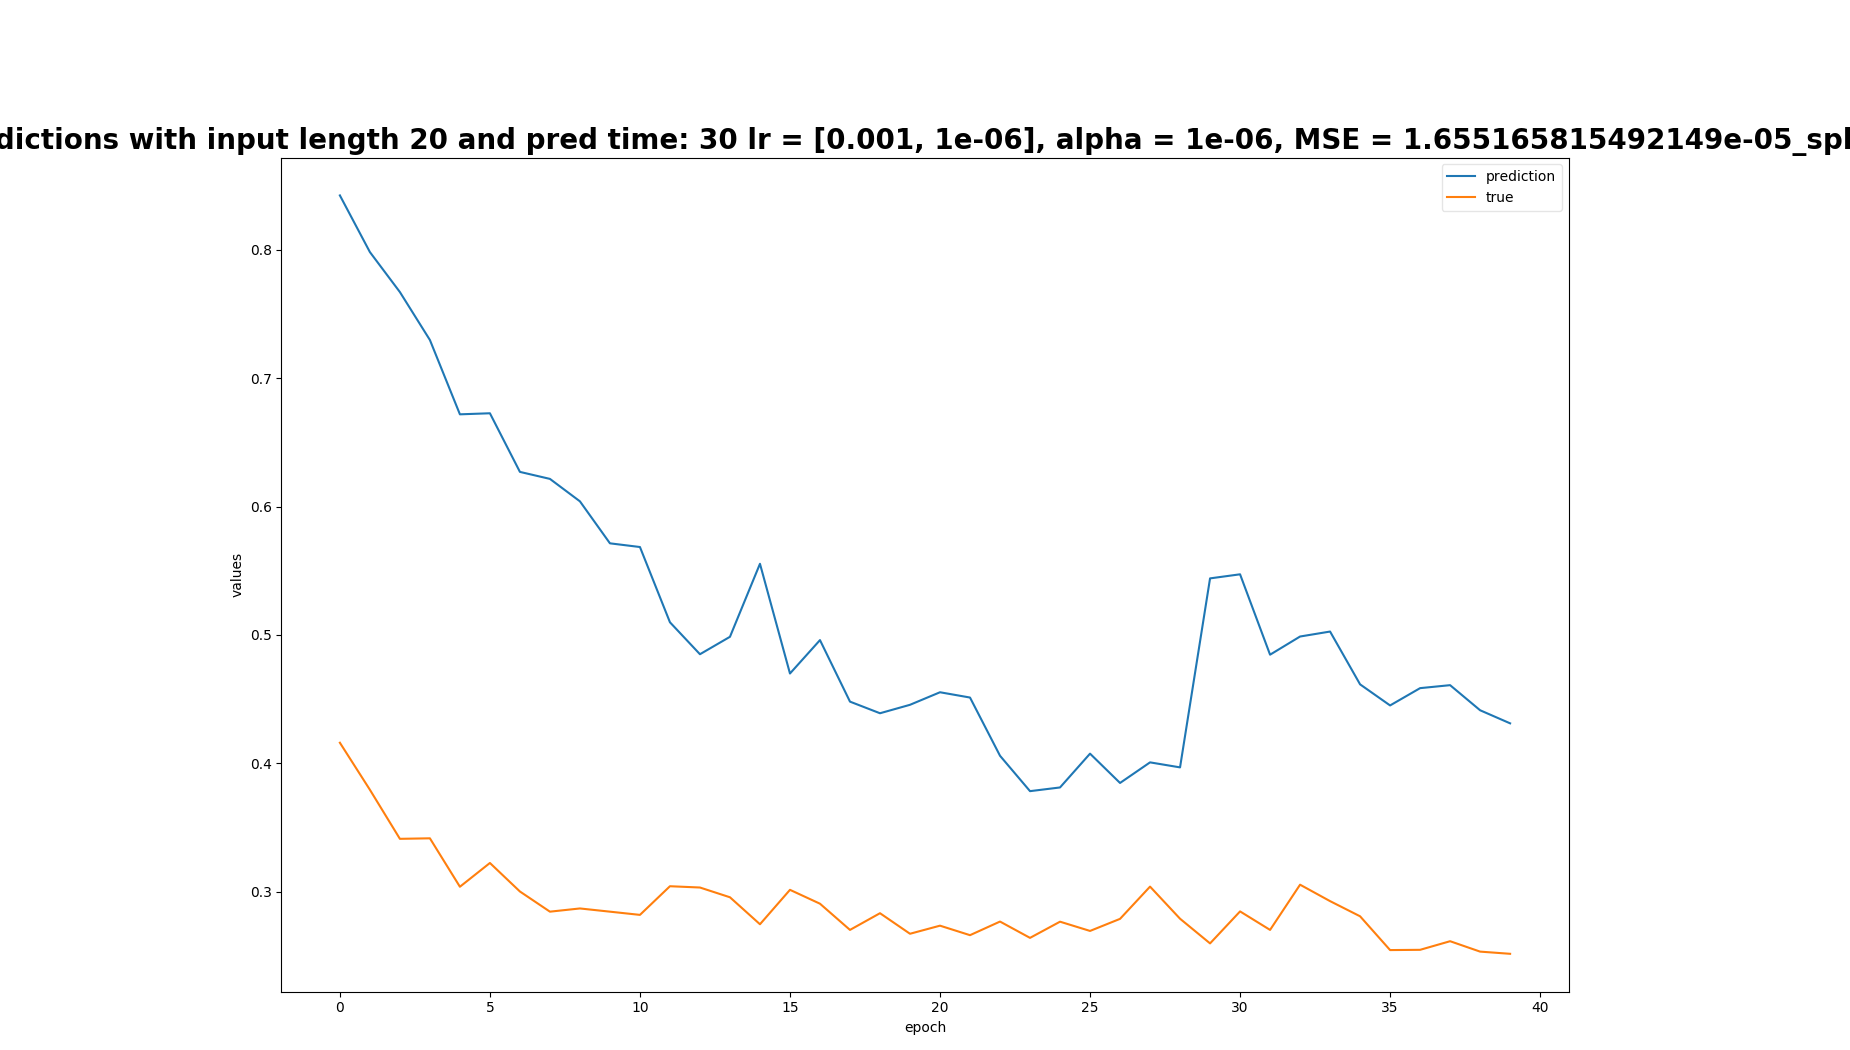 dictions with input length 20 and pred time: 30 lr = [0.001, 1e-06], alpha = 1e-06, MSE = 1.655165815492149e-05_spl
prediction
true
0.8
0.7
0.6
0.5
0.4
0.3
values
0 5 10 15 20 25 30 35 40
epoch